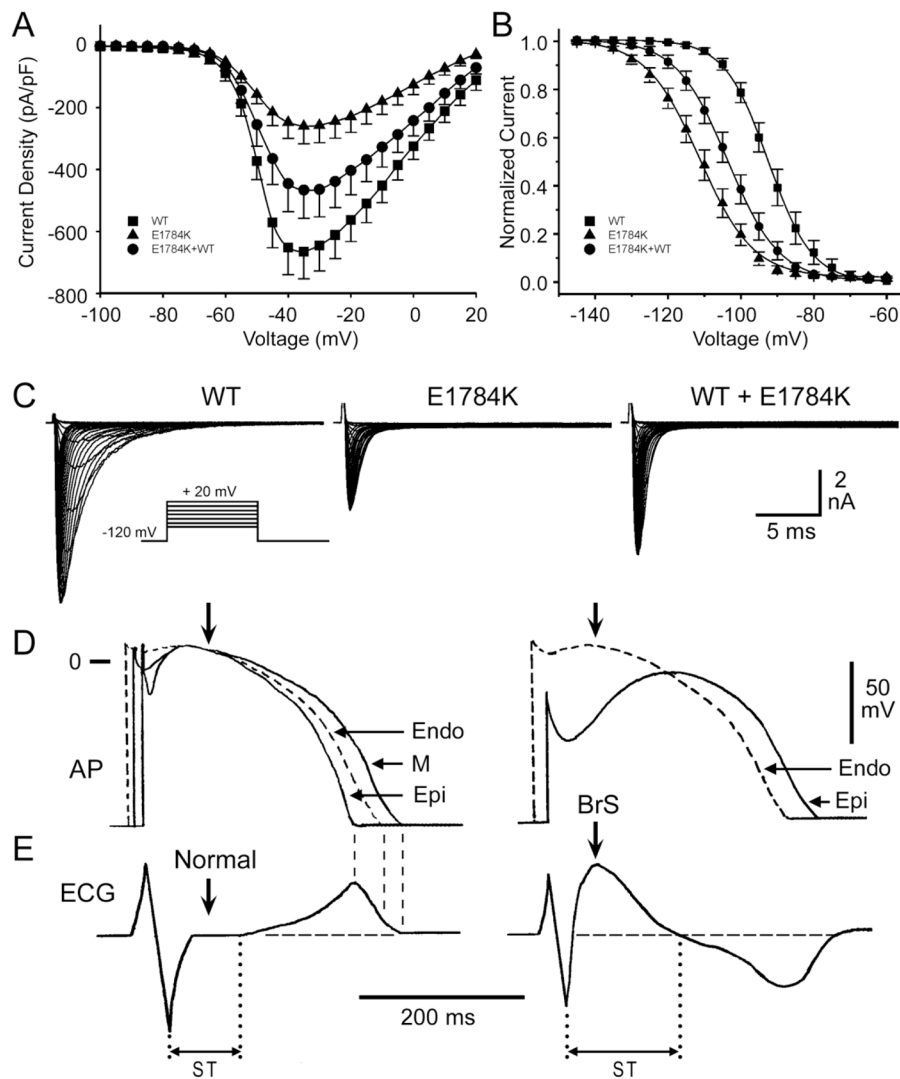 A
0
-200
-400
-600
-800
Current Density (pA/pF)
-100 -80 -60 -40 -20 0 20
Voltage (mV)
WT
E1784K
E1784K+WT
B
1.0
0.8
0.6
0.4
0.2
0.0
Normalized Current
-140 -120 -100 -80 -60
Voltage (mV)
WT
E1784K
E1784K+WT
C
WT
E1784K
WT + E1784K
+ 20 mV
-120 mV
2
nA
5 ms
D
0
AP
Endo
M
Epi
50
mV
Endo
Epi
E
ECG
Normal
BrS
200 ms
ST
ST